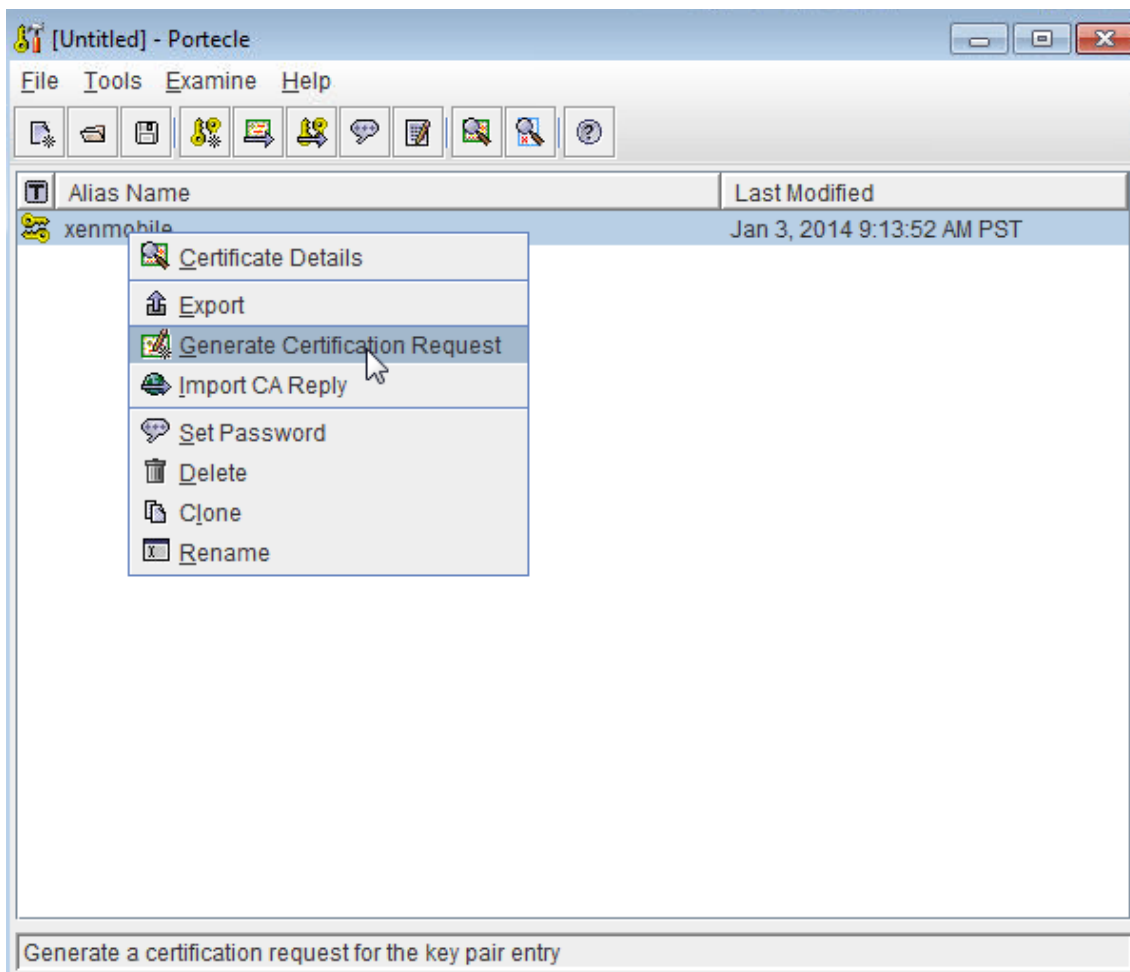 [Untitled] - Portecle
File Tools Examine Help
T Alias Name Last Modified
xenmobile Jan 3, 2014 9:13:52 AM PST
Certificate Details
Export
Generate Certification Request
Import CA Reply
Set Password
Delete
Clone
Rename
Generate a certification request for the key pair entry